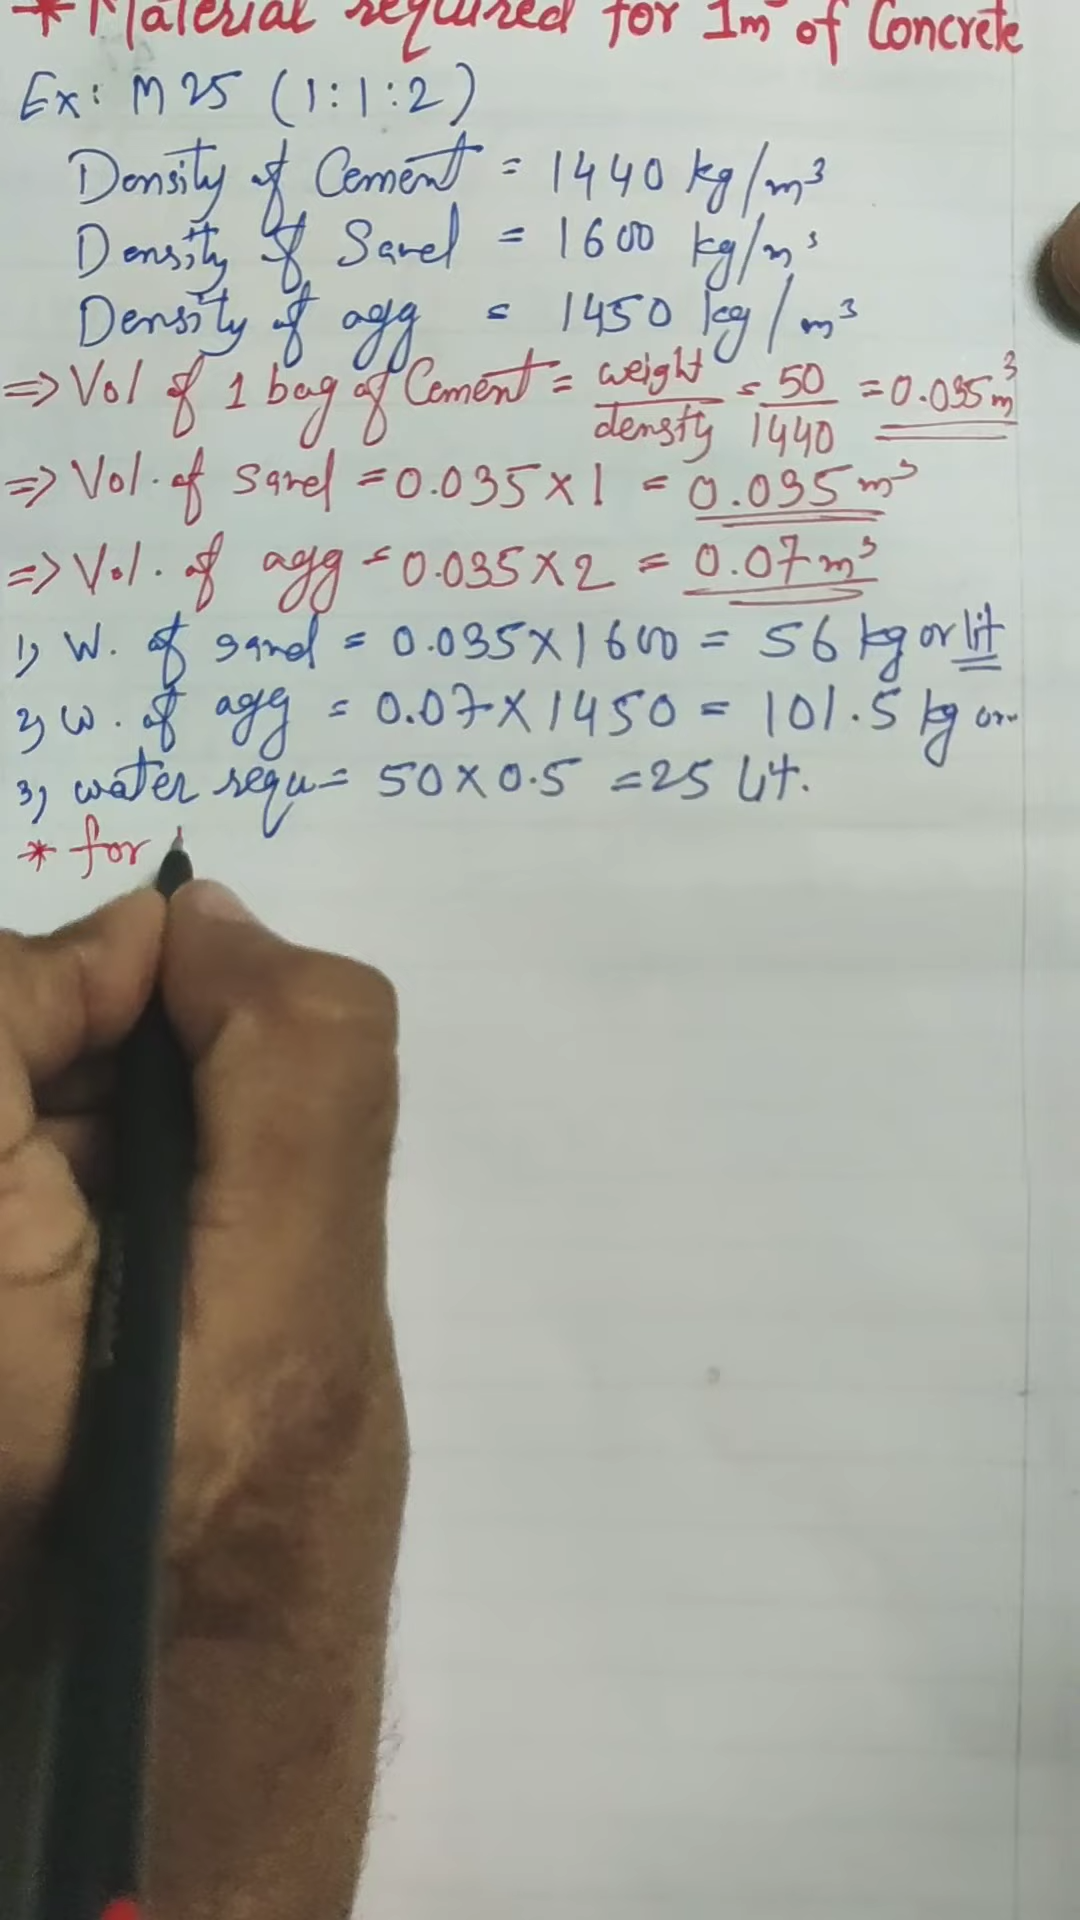 * Material required for 1m³ of Concrete
Ex: M25 (1:1:2)
Density of Cement = 1440 kg/m³
Density of Sand = 1600 kg/m³
Density of agg = 1450 kg/m³
=> Vol of 1 bag of Cement = weight/density = 50/1440 = 0.035m³
=> Vol. of sand = 0.035 x 1 = 0.035 m³
=> Vol. of agg = 0.035 x 2 = 0.07 m³
1) W. of sand = 0.035 x 1600 = 56 kg or lit
2) W. of agg = 0.07 x 1450 = 101.5 kg or
3) water requ = 50 x 0.5 = 25 Lit.
* for